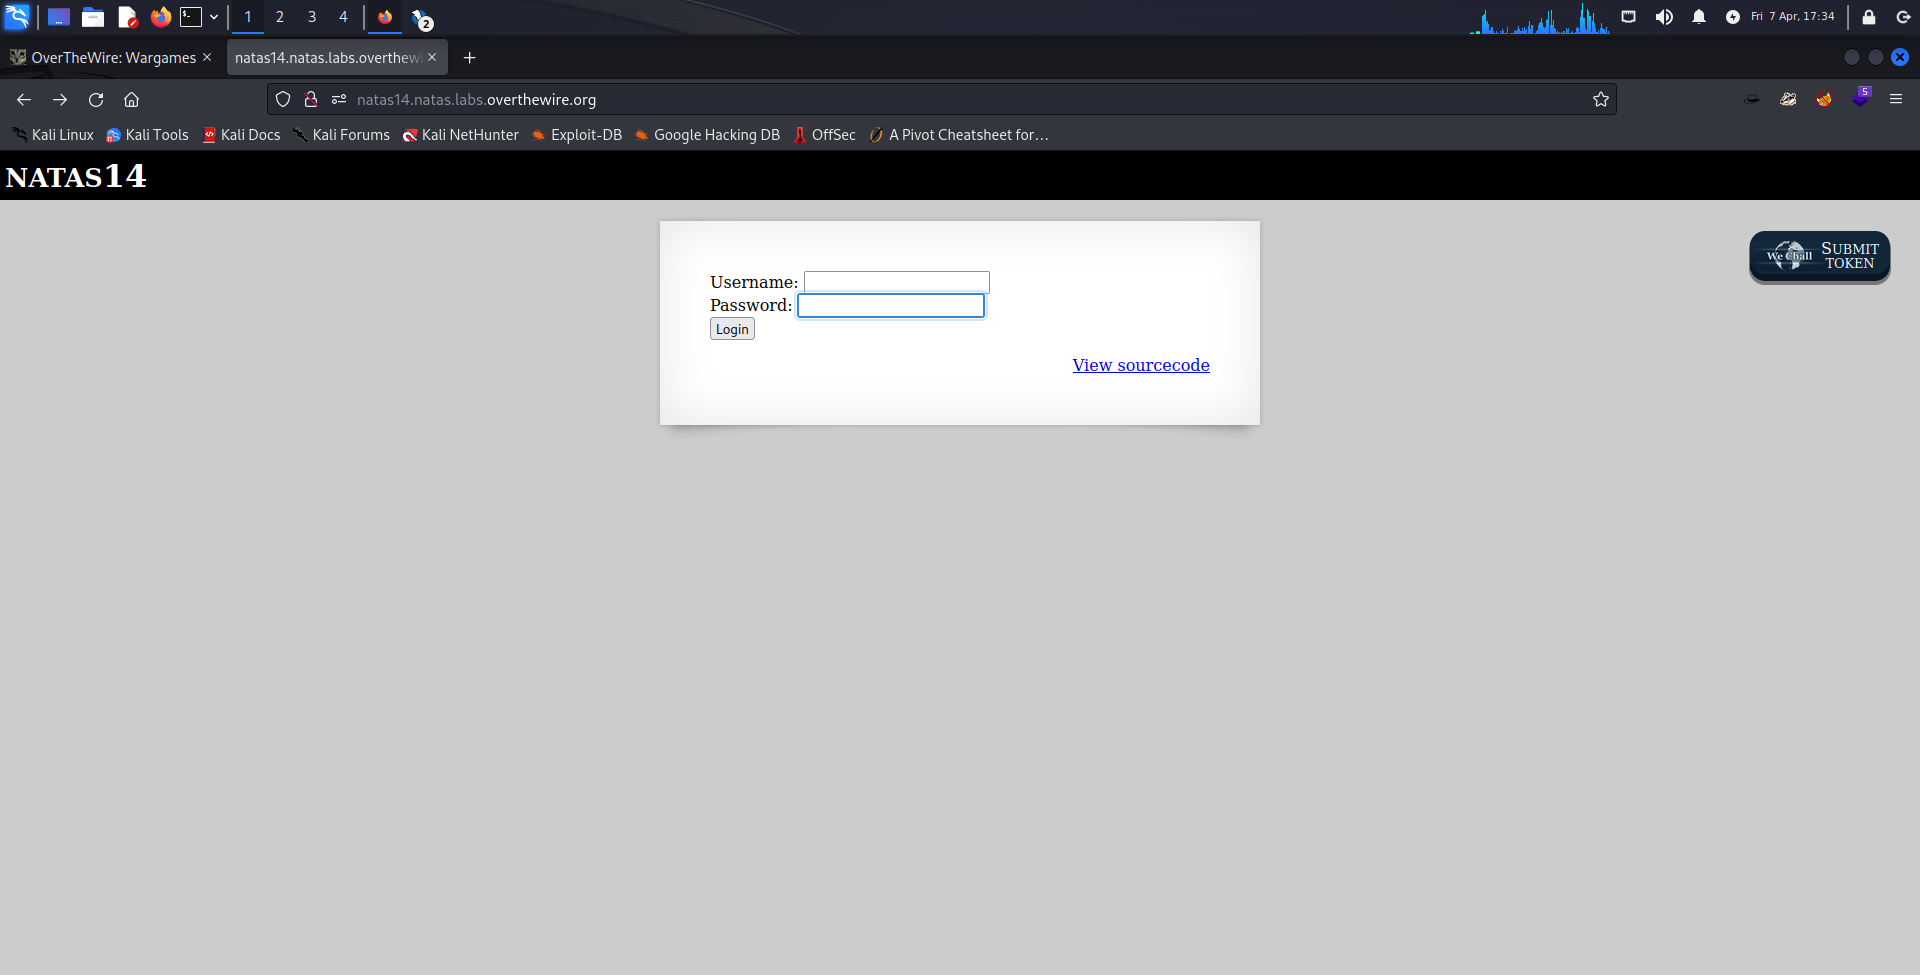 1 2 3 4 2 Fri 7 Apr, 17:34
OverTheWire: Wargames natas14.natas.labs.overthewi
natas14.natas.labs.overthewire.org 5
Kali Linux Kali Tools Kali Docs Kali Forums Kali NetHunter Exploit-DB Google Hacking DB OffSec A Pivot Cheatsheet for…
NATAS14
Username:
Password:
Login
View sourcecode
We Chall SUBMIT
TOKEN